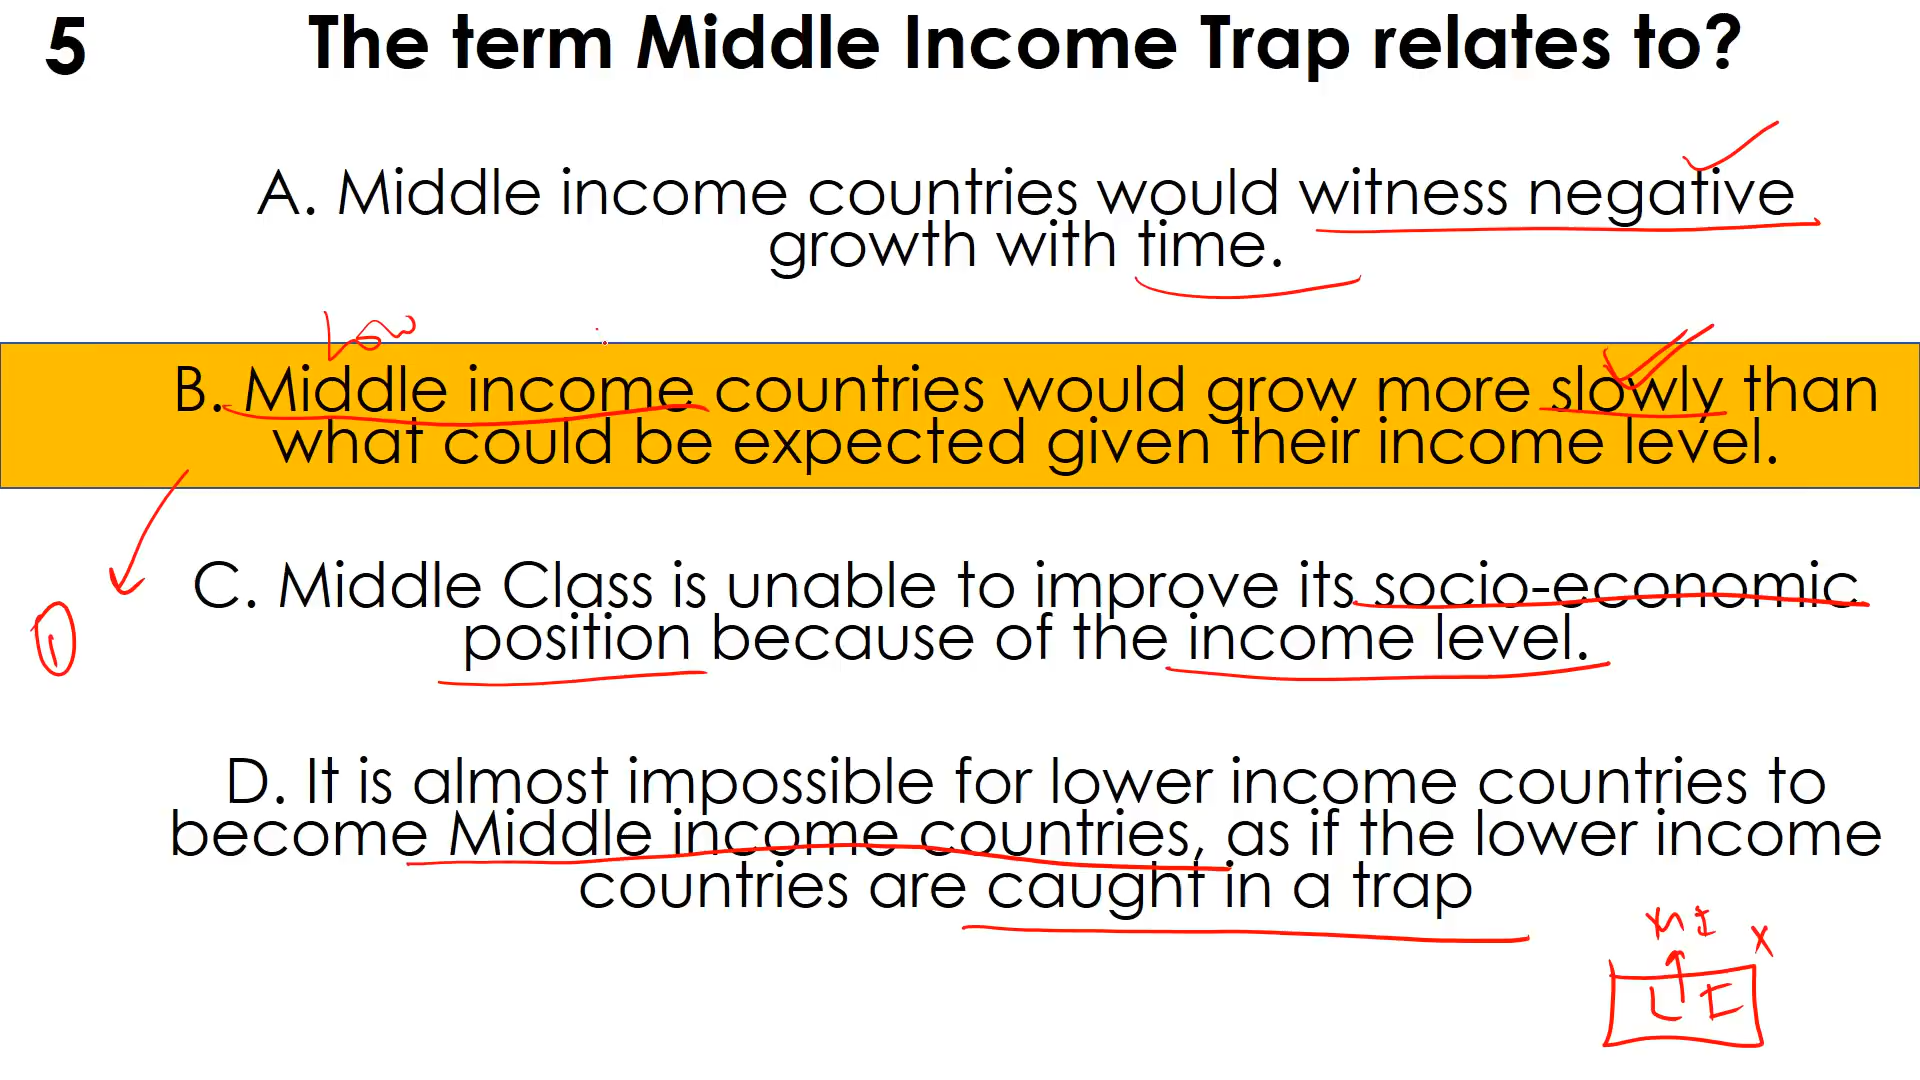 5 The term Middle Income Trap relates to?
A. Middle income countries would witness negative
growth with time.
Low
B. Middle income countries would grow more slowly than
what could be expected given their income level.
C. Middle Class is unable to improve its socio-economic
position because of the income level.
1
D. It is almost impossible for lower income countries to
become Middle income countries, as if the lower income
countries are caught in a trap
MI X
LI